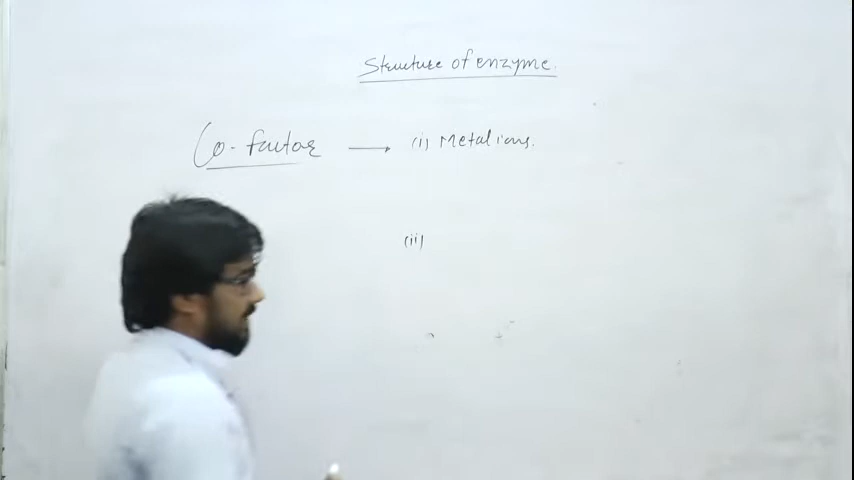 Structure of enzyme.
Co-factor → (i) Metal ions.
(ii)